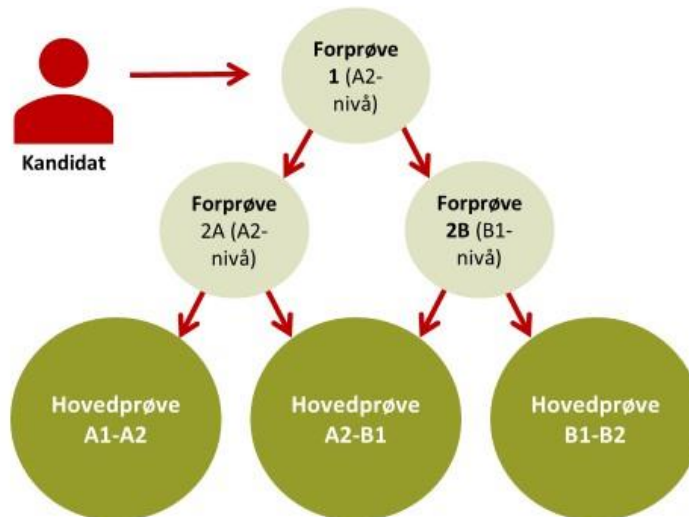 Forprøve
1 (A2-
nivå)
Kandidat
Forprøve
2A (A2-
nivå)
Forprøve
2B (B1-
nivå)
Hovedprøve
A1-A2
Hovedprøve
A2-B1
Hovedprøve
B1-B2